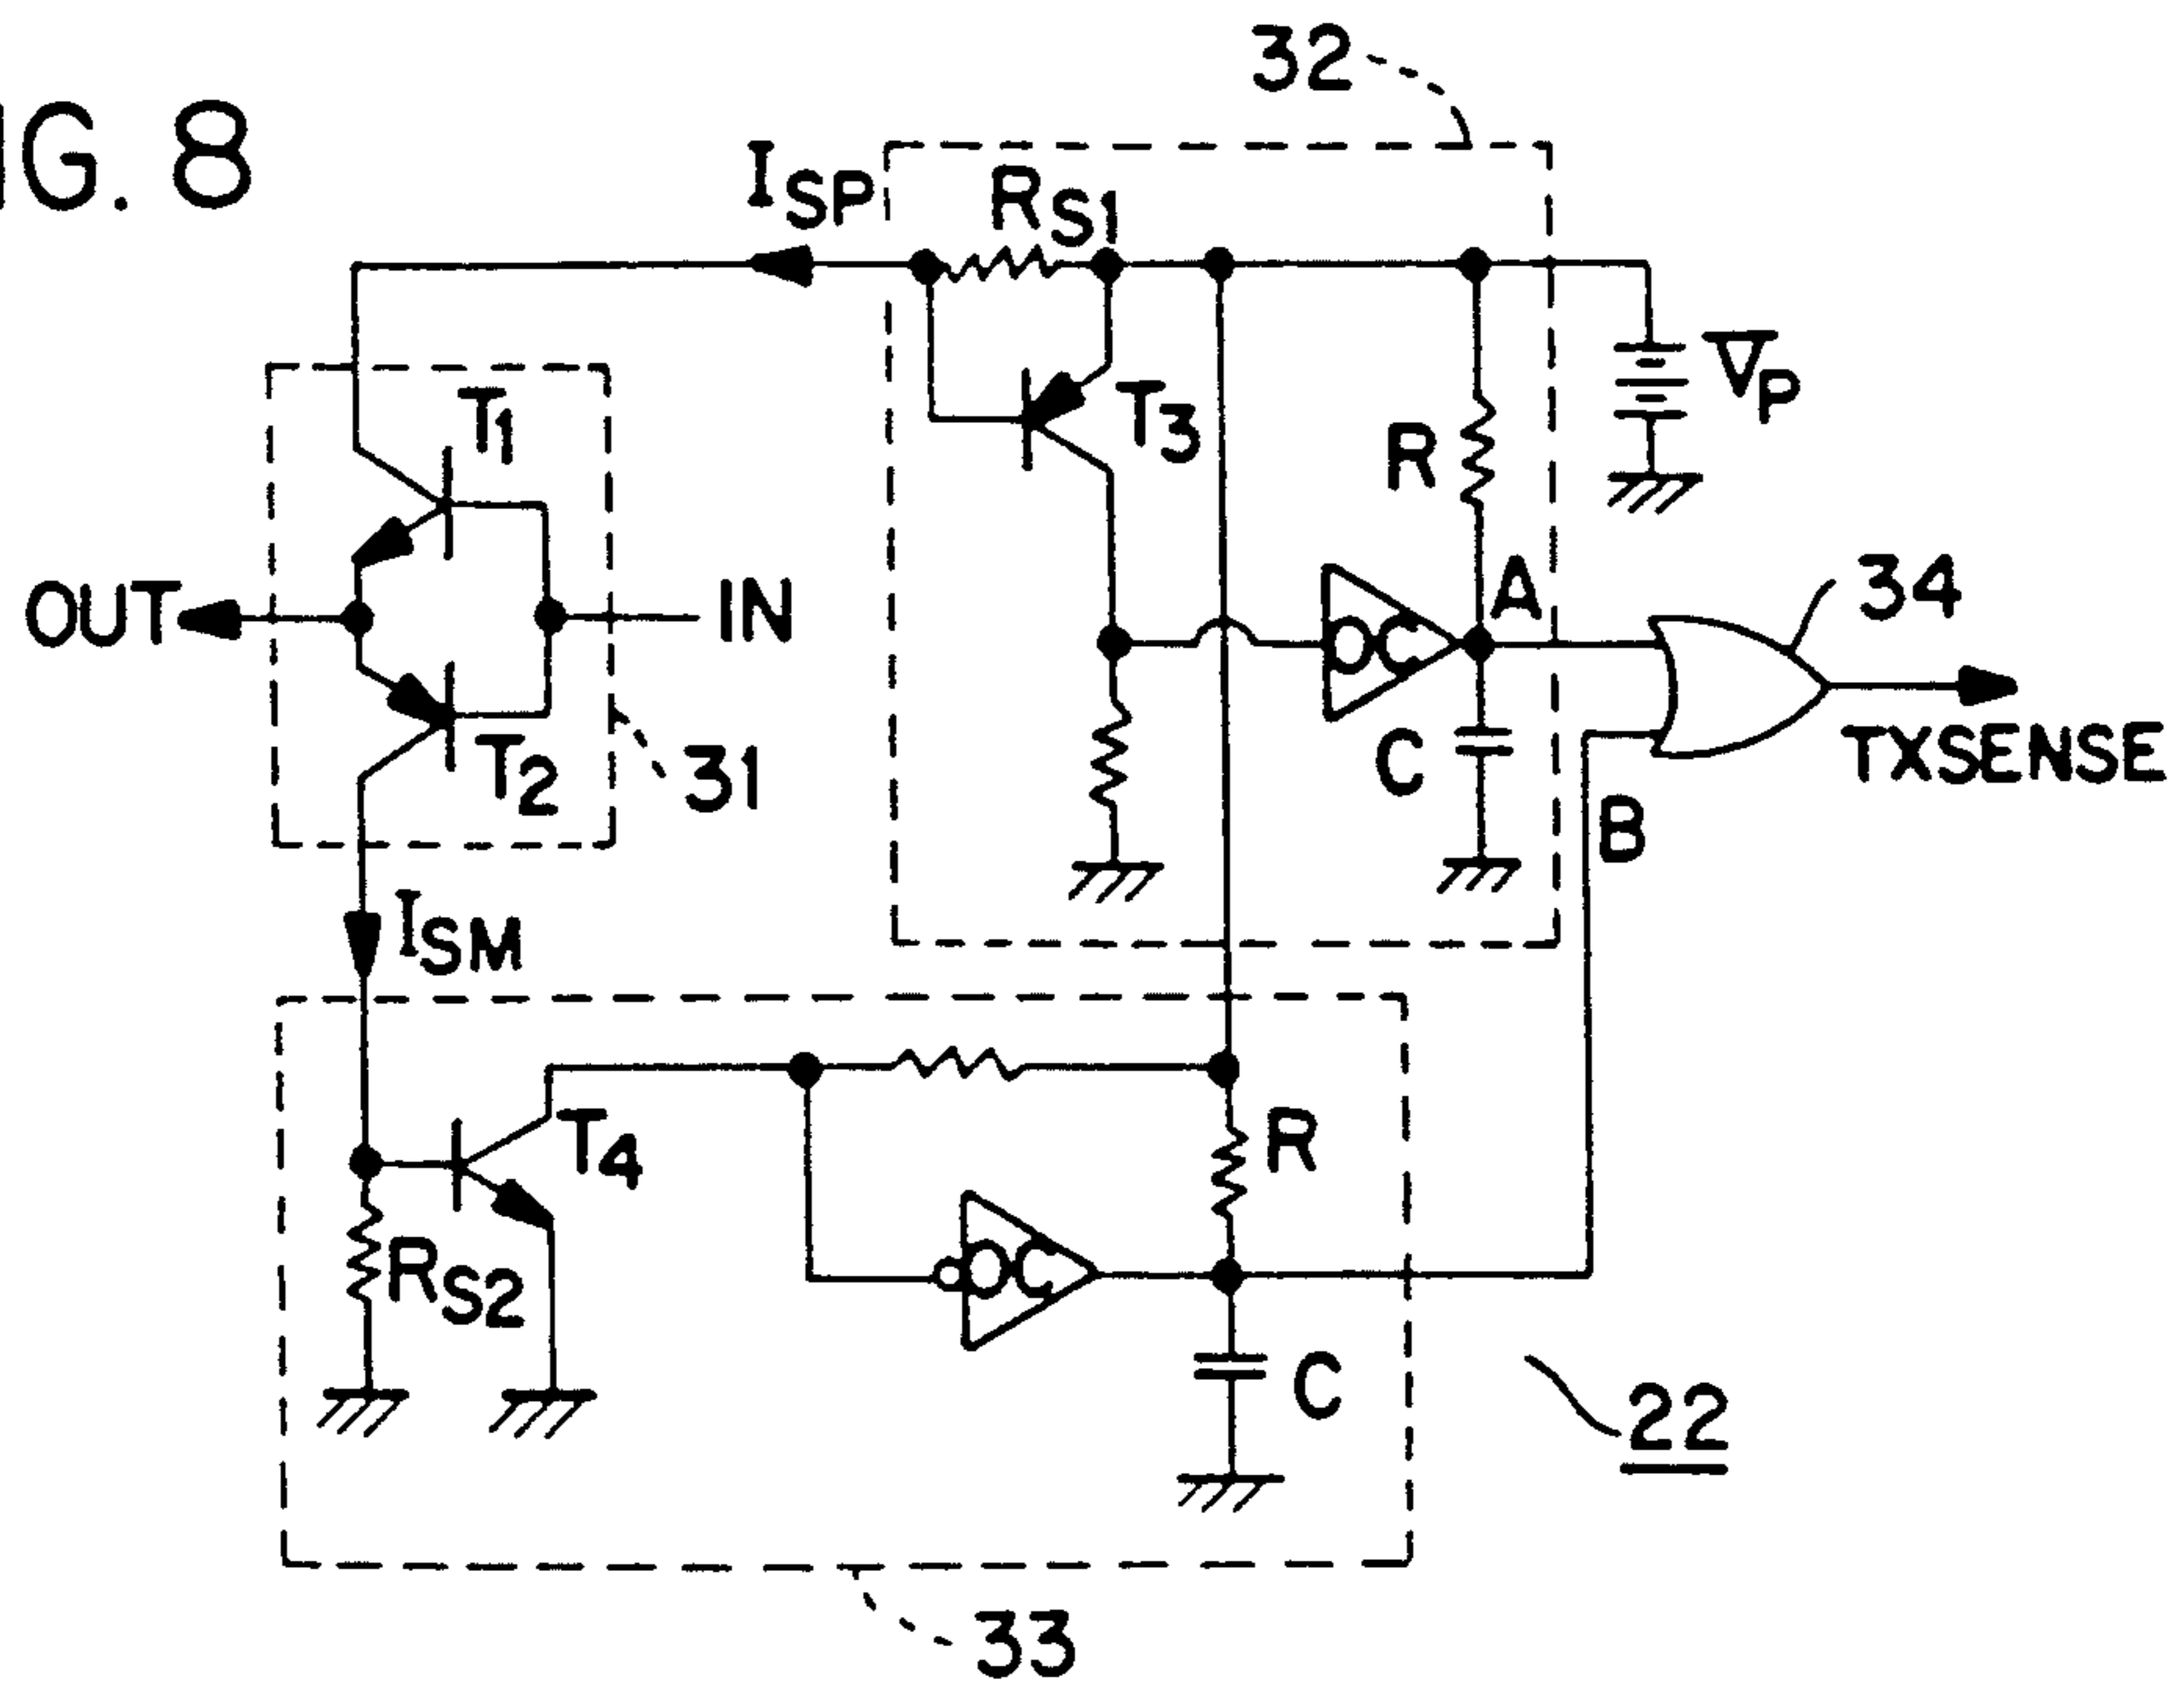 IG. 8
32
ISP
RS1
T1
T3
VP
R
OUT
IN
OC
A
34
T2
31
C
TXSENSE
B
ISM
T4
R
RS2
OC
C
22
33